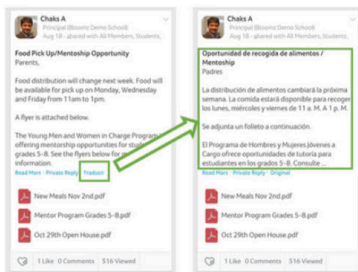 Chaks A
Principal (Blooms Demo School)
Aug 18 - shared with All Members, Students,
Food Pick Up/Mentoship Opportunity
Parents,
Food distribution will change next week. Food will
be available for pick up on Monday, Wednesday
and Friday from 11am to 1pm.
A flyer is attached below.
The Young Men and Women in Charge Program
offering mentorship opportunities for
grades 5-8. See the flyers below for
information.
Read More · Private Reply · Traducir
New Meals Nov 2nd.pdf
Mentor Program Grades 5-8.pdf
Oct 29th Open House.pdf
1 Like 0 Comments 516 Viewed
Chaks A
Principal (Blooms Demo School)
Aug 18 - shared with All Members, Students,
Oportunidad de recogida de alimentos /
Mentoship
Padres
La distribución de alimentos cambiará la próxima
semana. La comida estará disponible para recoger
los lunes, miércoles y viernes de 11 a. M. A 1 p. M.
Se adjunta un folleto a continuación.
El Programa de Hombres y Mujeres Jóvenes a
Cargo ofrece oportunidades de tutoría para
estudiantes en los grados 5-8. Consulte ...
Read More · Private Reply · Original
New Meals Nov 2nd.pdf
Mentor Program Grades 5-8.pdf
Oct 29th Open House.pdf
1 Like 0 Comments 516 Viewed